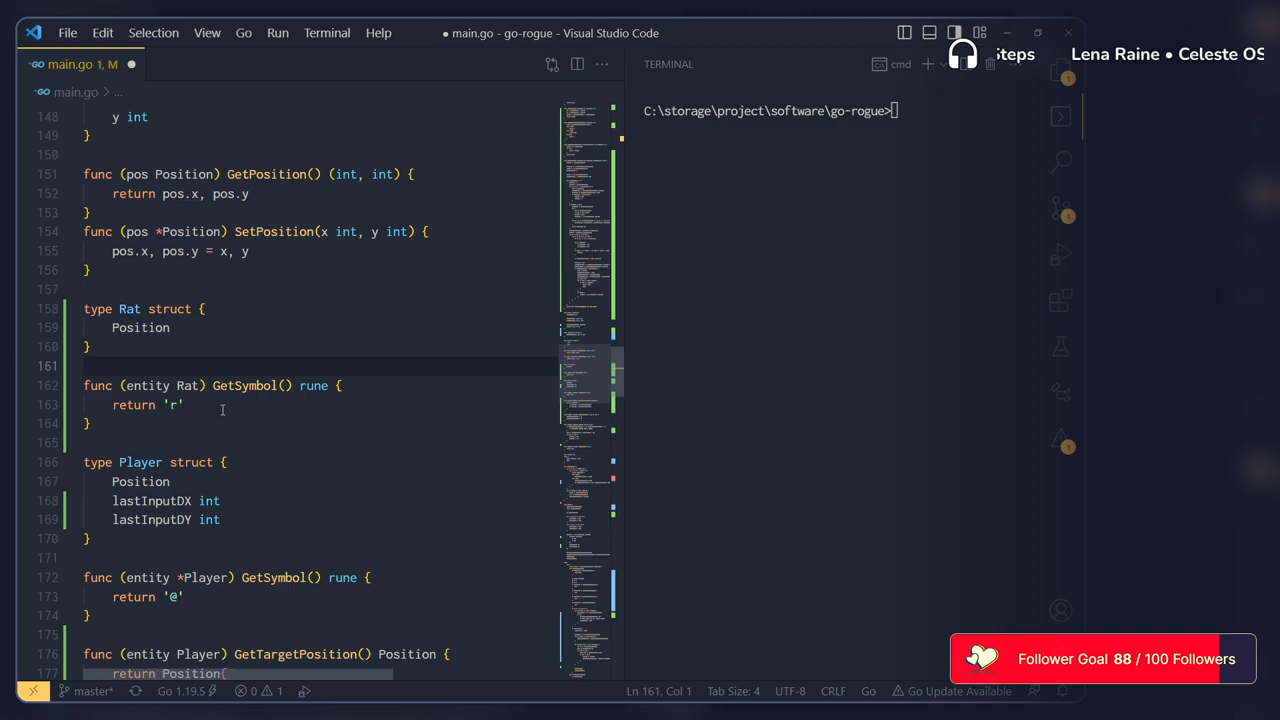 File Edit Selection View Go Run Terminal Help
● main.go - go-rogue - Visual Studio Code
main.go 1, M
TERMINAL
cmd
Steps Lena Raine • Celeste OS
main.go > ...
C:\storage\project\software\go-rogue>
148 y int
149 }
150
151 func (pos Position) GetPosition() (int, int) {
152 return pos.x, pos.y
153 }
154 func (pos *Position) SetPosition(x int, y int) {
155 pos.x, pos.y = x, y
156 }
157
158 type Rat struct {
159 Position
160 }
161
162 func (entity Rat) GetSymbol() rune {
163 return 'r'
164 }
165
166 type Player struct {
167 Position
168 lastInputDX int
169 lastInputDY int
170 }
171
172 func (entity *Player) GetSymbol() rune {
173 return '@'
174 }
175
176 func (entity Player) GetTargetPosition() Position {
177 return Position{
1
1
1
Follower Goal 88 / 100 Followers
master* Go 1.19.5 0 1 Ln 161, Col 1 Tab Size: 4 UTF-8 CRLF Go Go Update Available